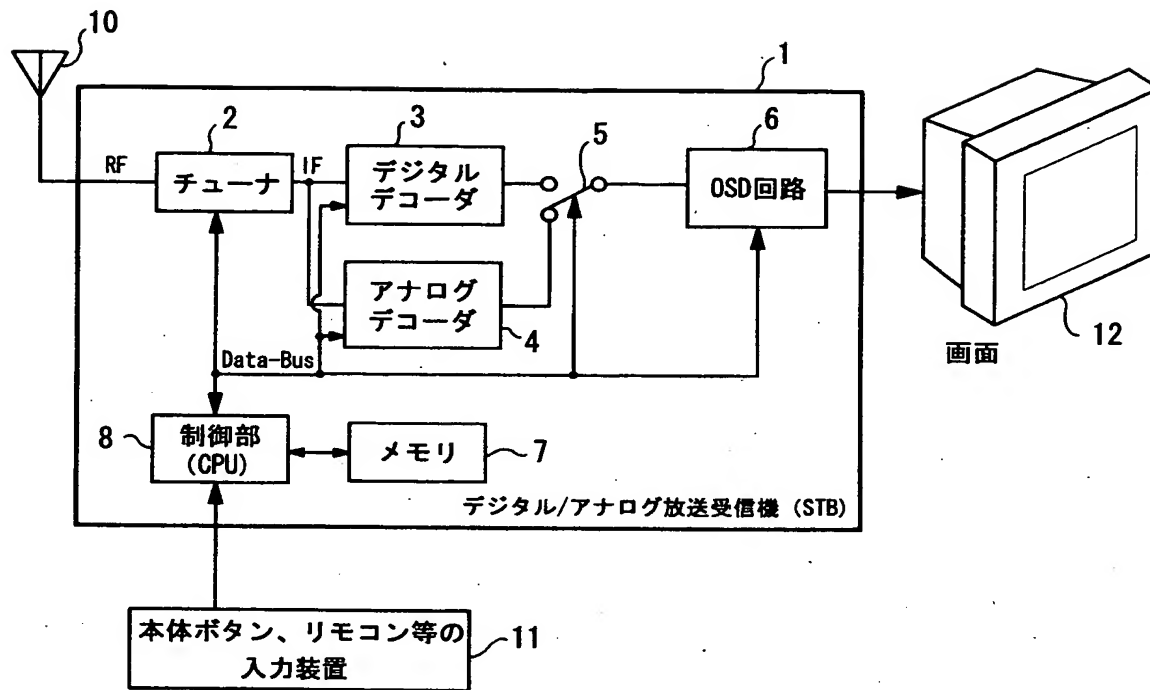 10
1
2
3
5
6
RF
チューナ
IF
デジタル
デコーダ
OSD回路
アナログ
デコーダ
4
12
画面
Data-Bus
8
制御部
(CPU)
メモリ
7
デジタル/アナログ放送受信機 (STB)
本体ボタン、リモコン等の
入力装置
11